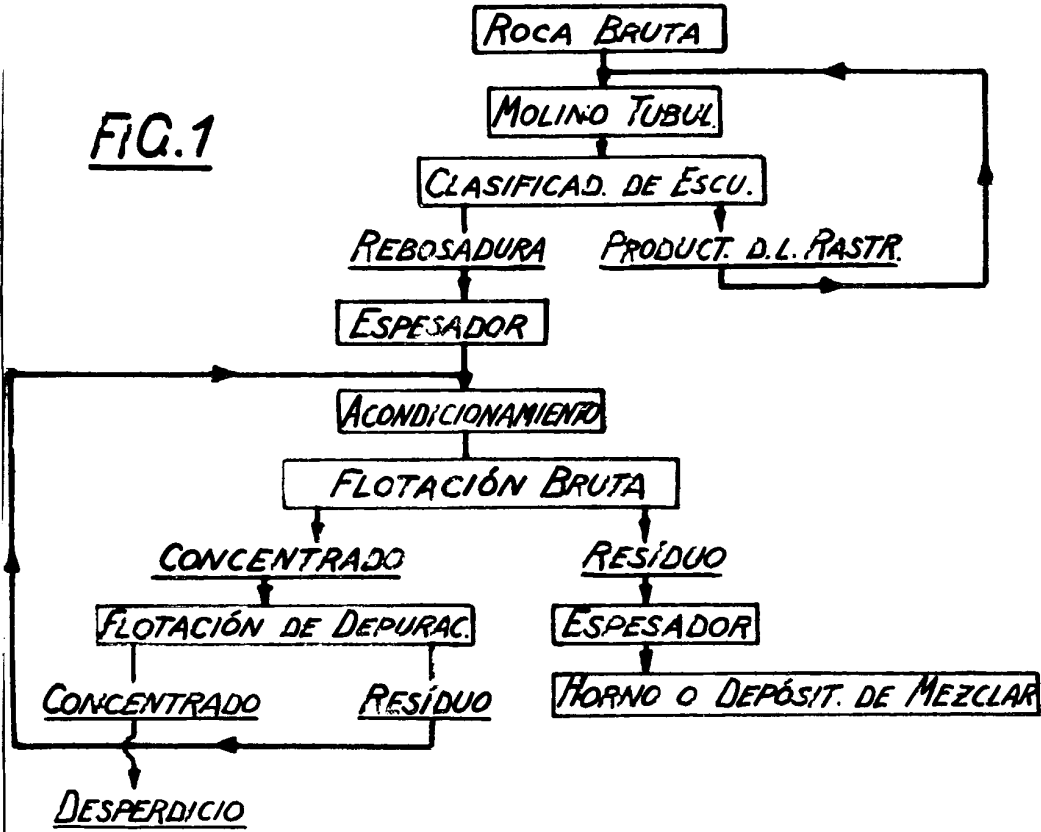 ROCA BRUTA
FIG.1
MOLINO TUBUL.
CLASIFICAD. DE ESCU.
REBOSADURA
PRODUCT. D.L. RASTR.
ESPESADOR
ACONDICIONAMIENTO
FLOTACIÓN BRUTA
CONCENTRADO
RESÍDUO
FLOTACIÓN DE DEPURAC.
ESPESADOR
CONCENTRADO
RESÍDUO
HORNO O DEPÓSIT. DE MEZCLAR
DESPERDICIO